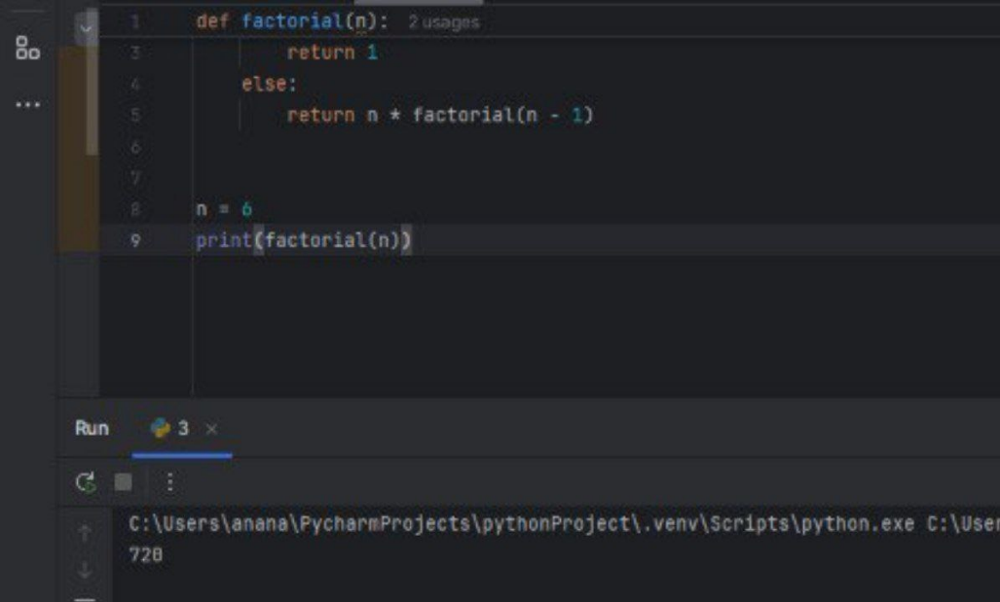 1 def factorial(n): 2 usages
3 return 1
4 else:
5 return n * factorial(n - 1)
6
7
8 n = 6
9 print(factorial(n))
Run 3
C:\Users\anana\PycharmProjects\pythonProject\.venv\Scripts\python.exe C:\User
720